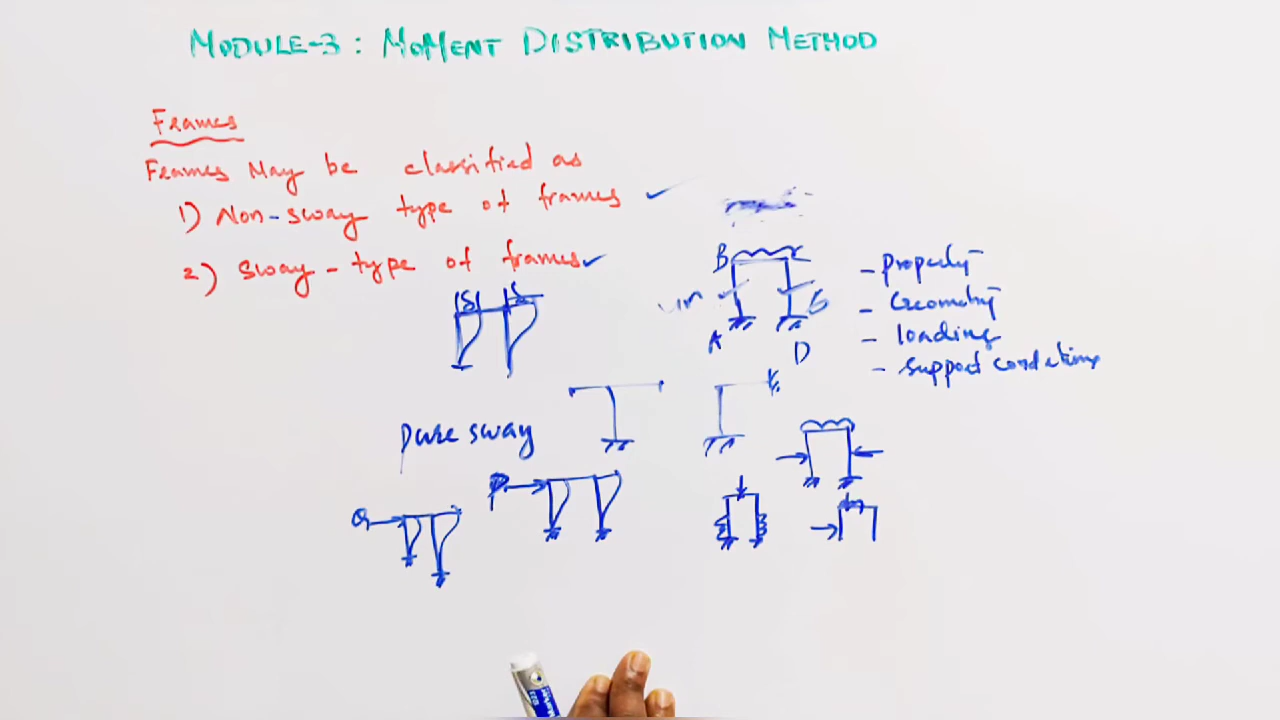 MODULE-3 : MOMENT DISTRIBUTION METHOD
Frames
Frames May be classified as
1) Non-sway type of frames
2) Sway-type of frames
B
A
D
- property
- Geometry
- loading
- support conditions
δ
pure sway
P
Q